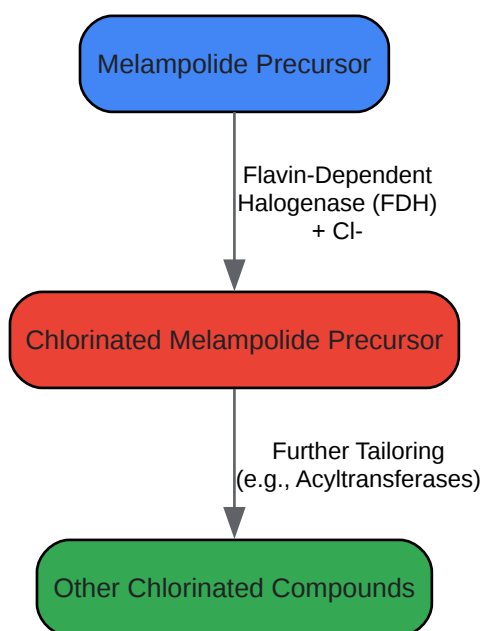 Melampolide Precursor
Flavin-Dependent
Halogenase (FDH)
+ Cl-
Chlorinated Melampolide Precursor
Further Tailoring
(e.g., Acyltransferases)
Other Chlorinated Compounds